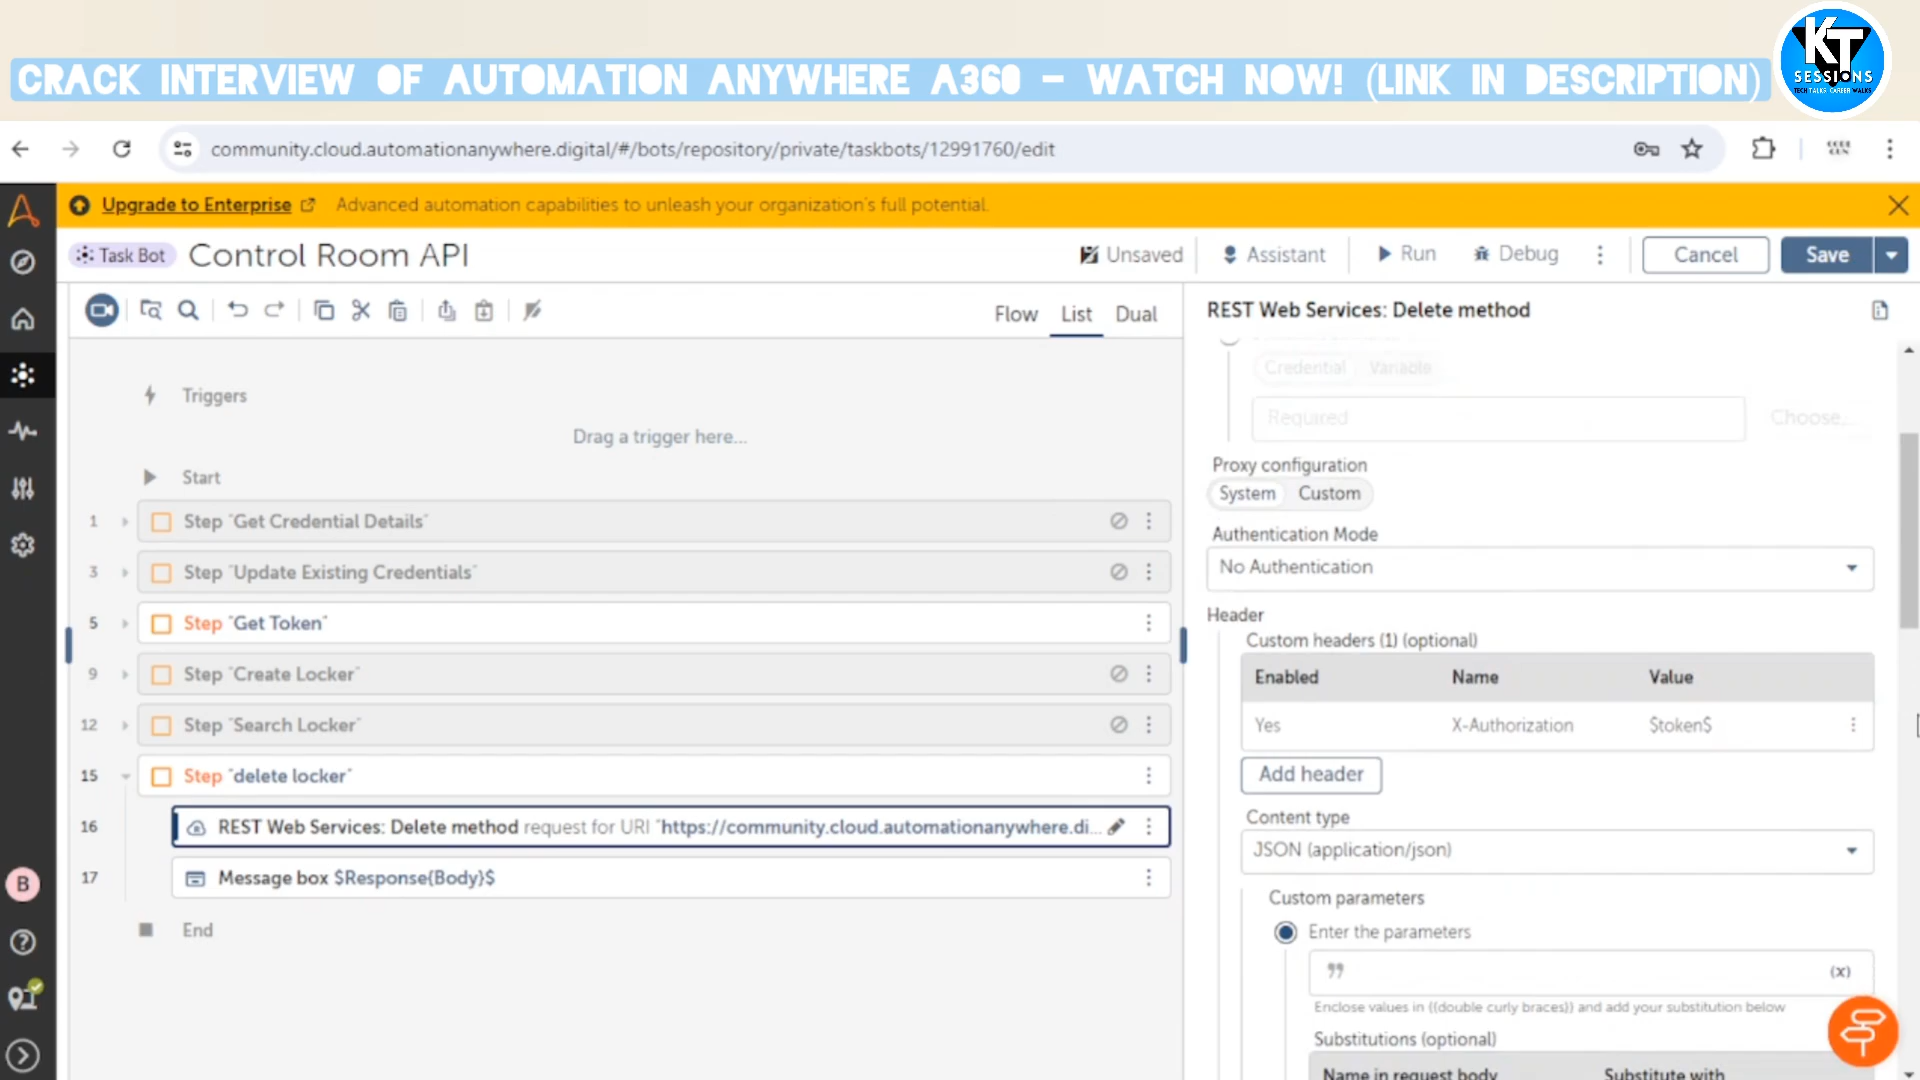 CRACK INTERVIEW OF AUTOMATION ANYWHERE A360 - WATCH NOW! (LINK IN DESCRIPTION)
KT
SESSIONS
TECH TALKS CAREER WALKS
community.cloud.automationanywhere.digital/#/bots/repository/private/taskbots/12991760/edit
Upgrade to Enterprise Advanced automation capabilities to unleash your organization's full potential.
Task Bot Control Room API
Unsaved Assistant Run Debug Cancel Save
Flow List Dual
REST Web Services: Delete method
Triggers
Drag a trigger here...
Start
1 Step "Get Credential Details"
3 Step "Update Existing Credentials"
5 Step "Get Token"
9 Step "Create Locker"
12 Step "Search Locker"
15 Step "delete locker"
16 REST Web Services: Delete method request for URI "https://community.cloud.automationanywhere.di...
17 Message box $Response{Body}$
End
B
Credential Variable
Required Choose...
Proxy configuration
System Custom
Authentication Mode
No Authentication
Header
Custom headers (1) (optional)
Enabled Name Value
Yes X-Authorization $token$
Add header
Content type
JSON (application/json)
Custom parameters
Enter the parameters
(x)
Enclose values in {{double curly braces}} and add your substitution below
Substitutions (optional)
Name in request body Substitute with